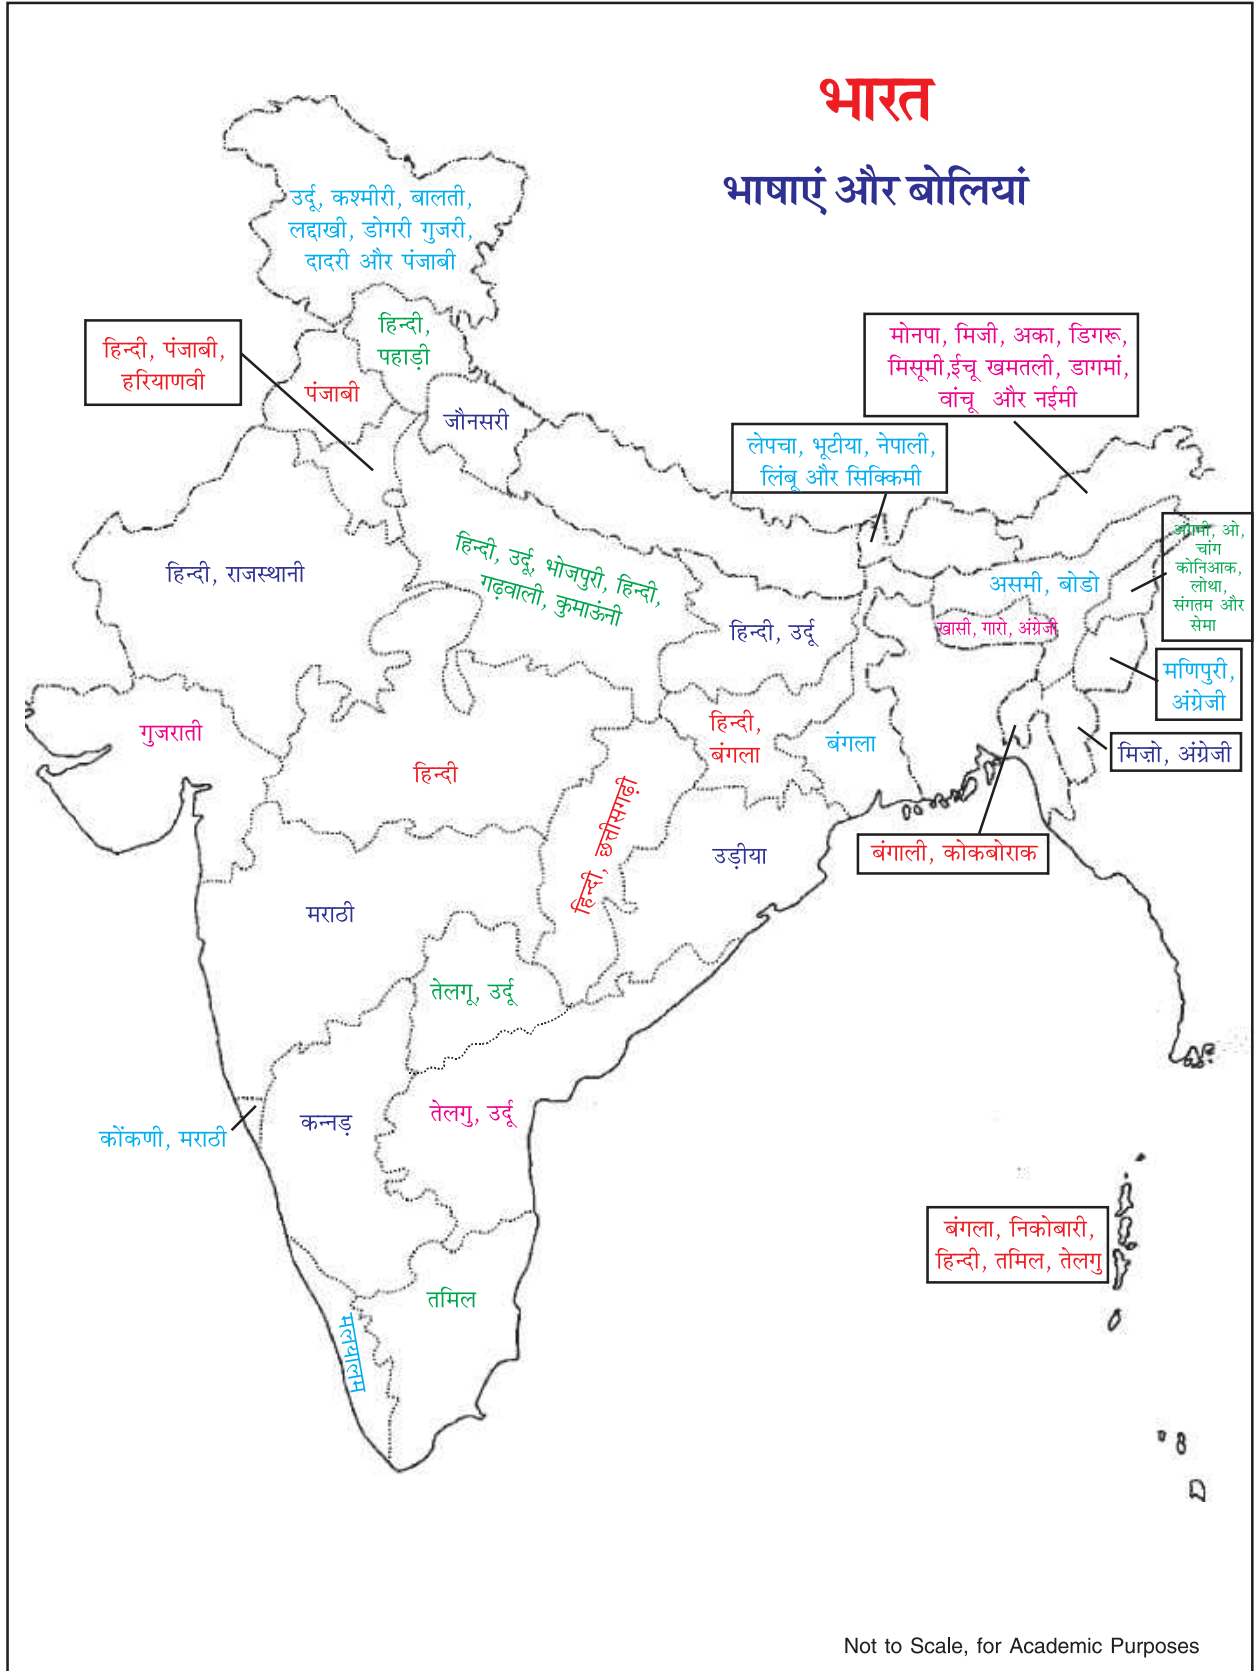 भारत
भाषाएं और बोलियां
उर्दू, कश्मीरी, बालती,
लद्दाखी, डोगरी गुजरी,
दादरी और पंजाबी
हिन्दी,
पहाड़ी
हिन्दी, पंजाबी,
हरियाणवी
पंजाबी
जौनसरी
मोनपा, मिजी, अका, डिगरू,
मिसूमी,ईचू खमतली, डागमां,
वांचू और नईमी
लेपचा, भूटीया, नेपाली,
लिंबू और सिक्किमी
हिन्दी, राजस्थानी
हिन्दी, उर्दू, भोजपुरी, हिन्दी,
गढ़वाली, कुमाऊंनी
हिन्दी, उर्दू
असमी, बोडो
अंगमी, ओ,
चांग
कोनिआक,
लोथा,
संगतम और
सेमा
खासी, गारो, अंग्रेजी
मणिपुरी,
अंग्रेजी
मिज़ो, अंग्रेजी
गुजराती
हिन्दी
हिन्दी,
बंगला
बंगला
हिन्दी, छत्तीसगढ़ी
उड़ीया
बंगाली, कोकबोराक
मराठी
तेलगू, उर्दू
तेलगु, उर्दू
कन्नड़
कोंकणी, मराठी
बंगला, निकोबारी,
हिन्दी, तमिल, तेलगु
तमिल
मलयालम
Not to Scale, for Academic Purposes